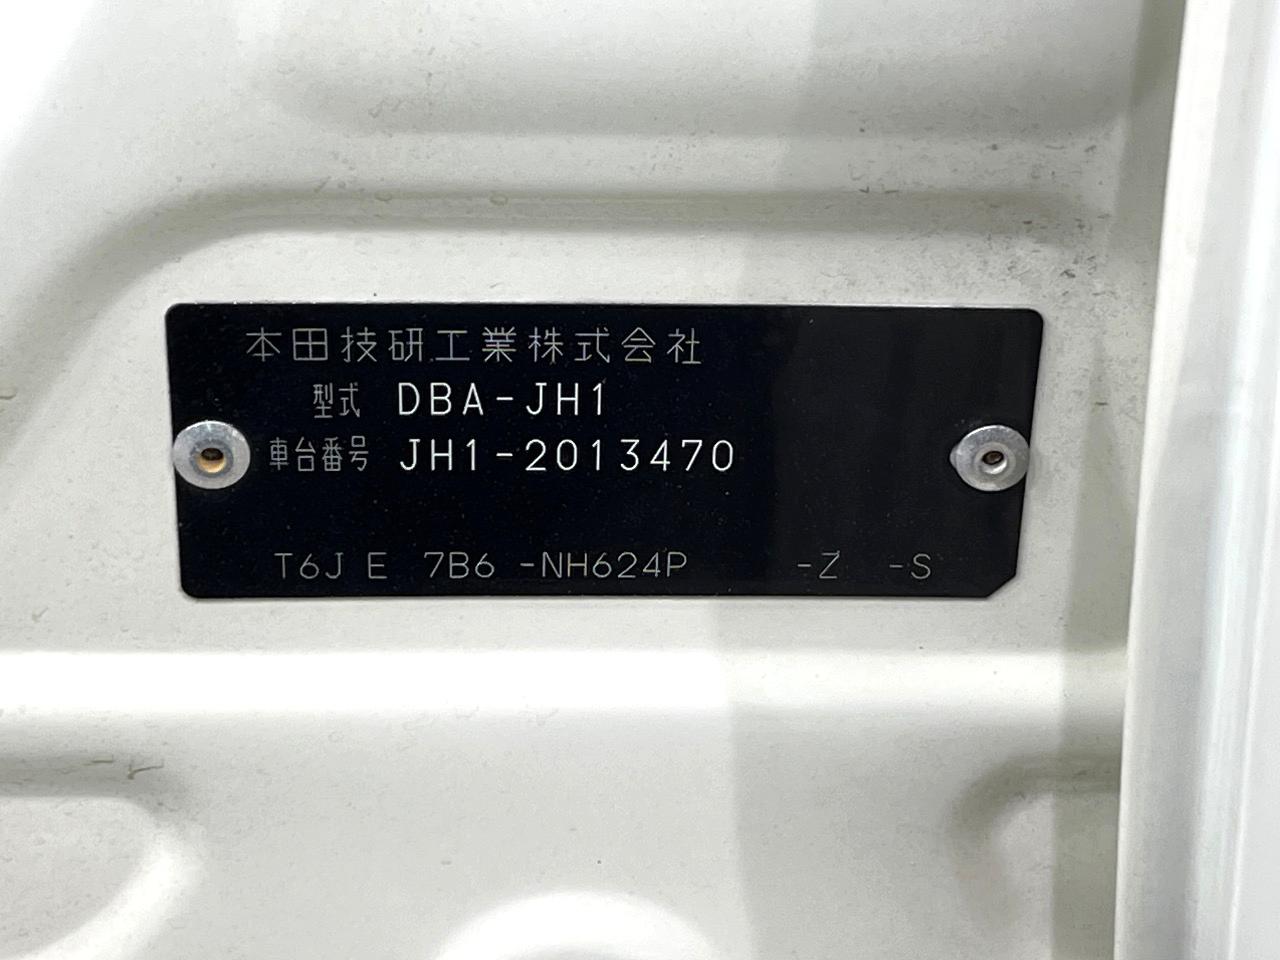 本田技研工業株式会社
型式 DBA-JH1
車台番号 JH1-2013470
T6J E 7B6 -NH624P -Z -S